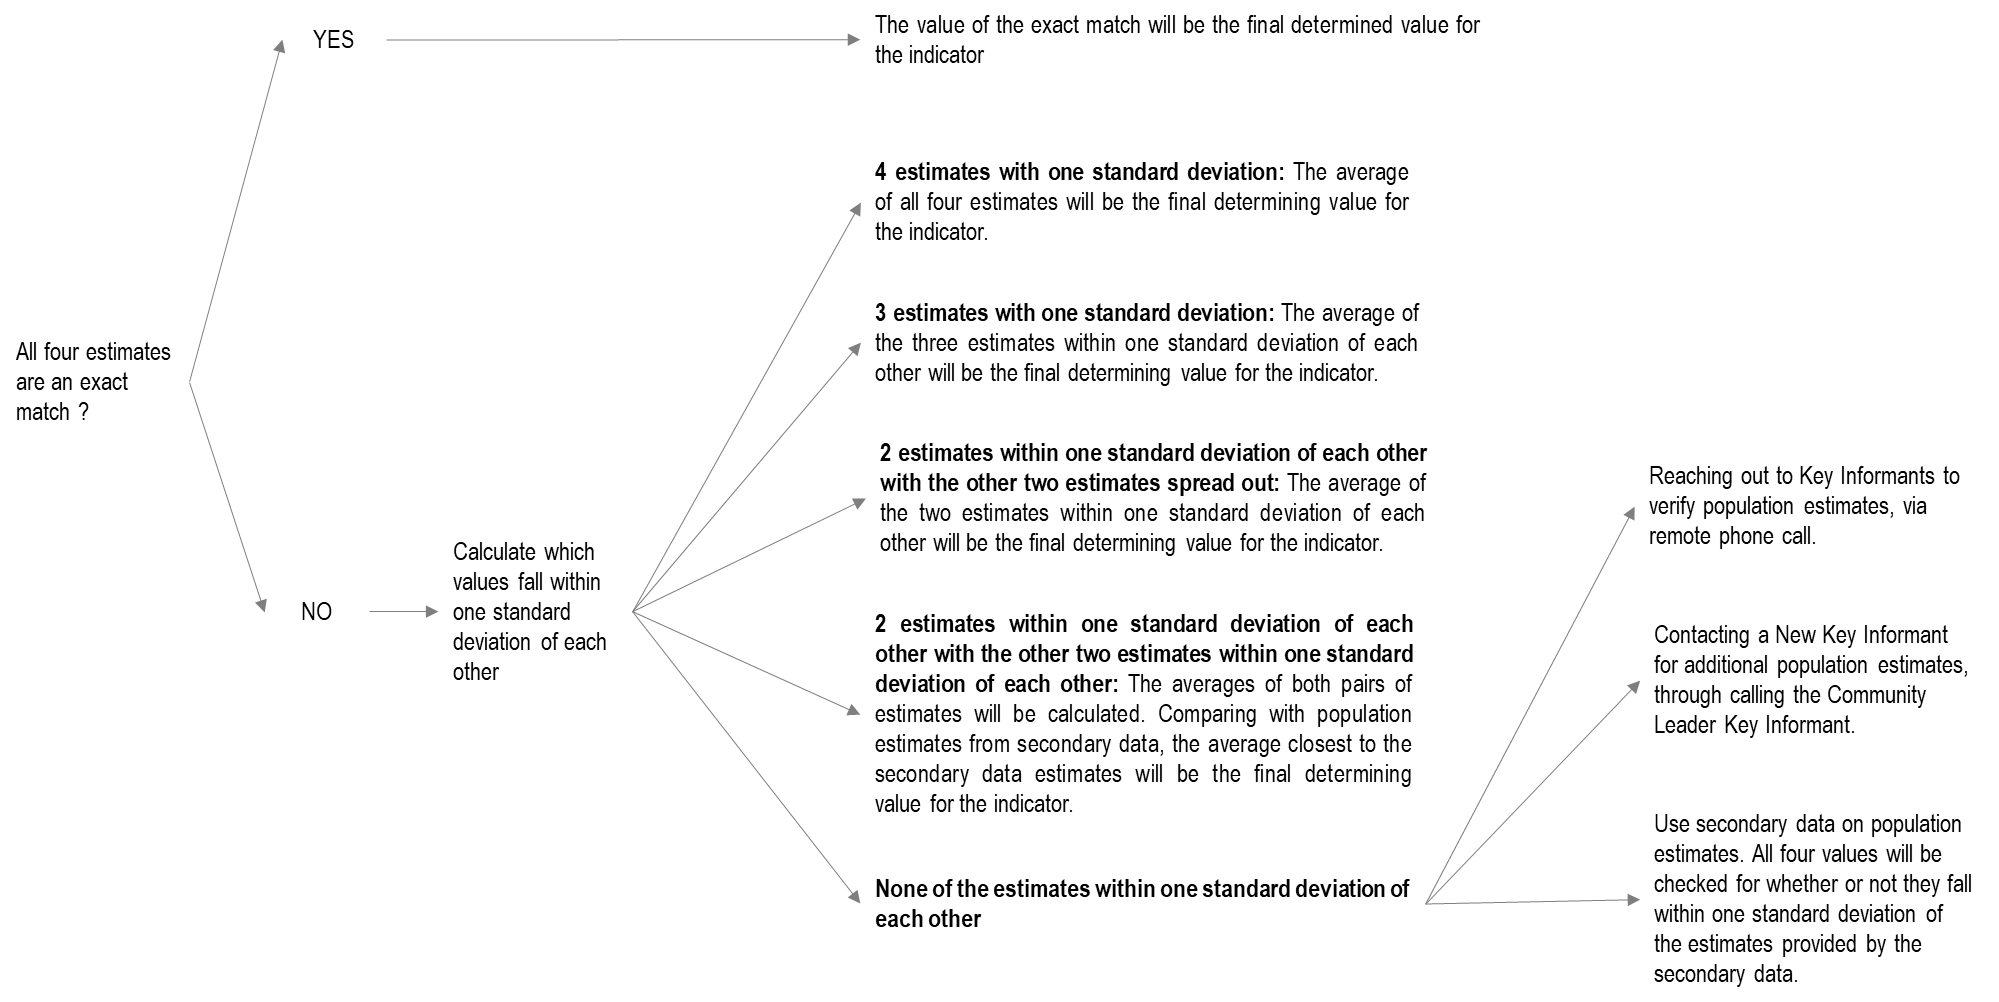 YES
The value of the exact match will be the final determined value for
the indicator
All four estimates
are an exact
match ?
NO
Calculate which
values fall within
one standard
deviation of each
other
4 estimates with one standard deviation: The average
of all four estimates will be the final determining value for
the indicator.
3 estimates with one standard deviation: The average of
the three estimates within one standard deviation of each
other will be the final determining value for the indicator.
2 estimates within one standard deviation of each other
with the other two estimates spread out: The average of
the two estimates within one standard deviation of each
other will be the final determining value for the indicator.
2 estimates within one standard deviation of each
other with the other two estimates within one standard
deviation of each other: The averages of both pairs of
estimates will be calculated. Comparing with population
estimates from secondary data, the average closest to the
secondary data estimates will be the final determining
value for the indicator.
None of the estimates within one standard deviation of
each other
Reaching out to Key Informants to
verify population estimates, via
remote phone call.
Contacting a New Key Informant
for additional population estimates,
through calling the Community
Leader Key Informant.
Use secondary data on population
estimates. All four values will be
checked for whether or not they fall
within one standard deviation of
the estimates provided by the
secondary data.